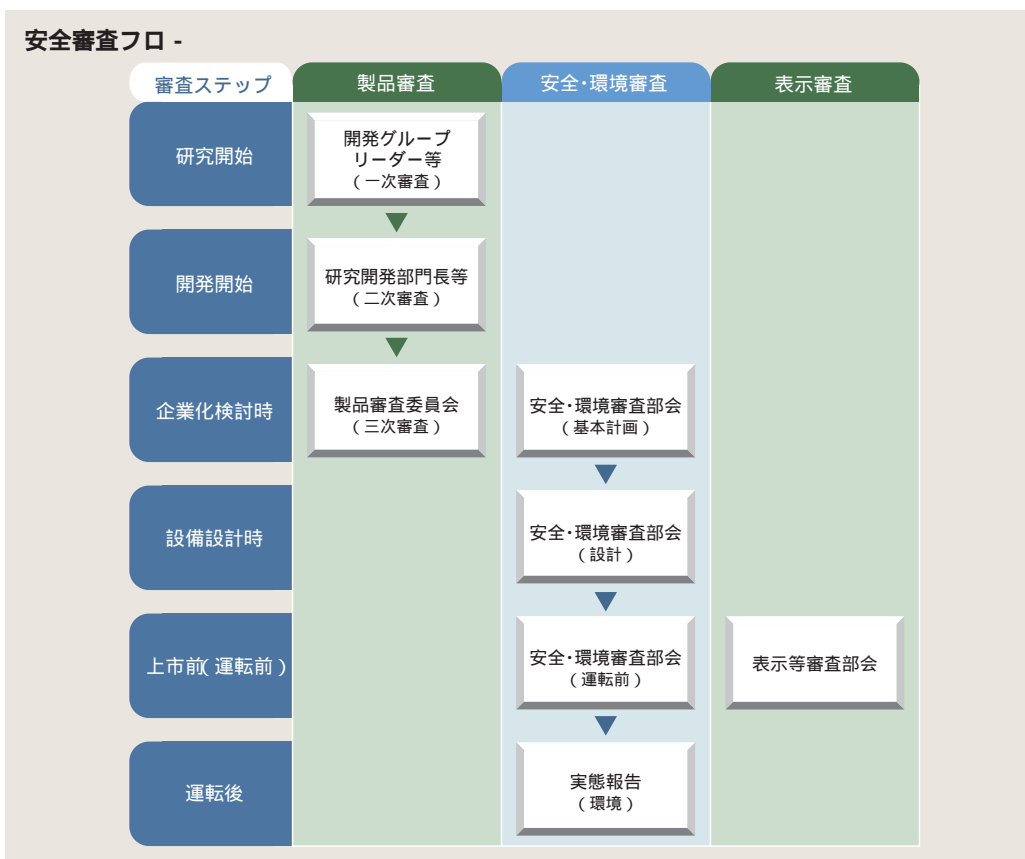 安全審査フロ -
審査ステップ
製品審査
安全・環境審査
表示審査
研究開始
開発グループ
リーダー等
(一次審査)
開発開始
研究開発部門長等
(二次審査)
企業化検討時
製品審査委員会
(三次審査)
安全・環境審査部会
(基本計画)
設備設計時
安全・環境審査部会
(設計)
上市前(運転前)
安全・環境審査部会
(運転前)
表示等審査部会
運転後
実態報告
(環境)